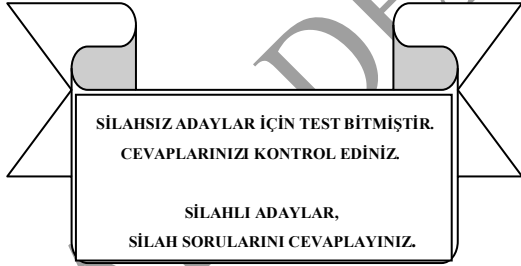 SİLAHSIZ ADAYLAR İÇİN TEST BİTMİŞTİR.
CEVAPLARINIZI KONTROL EDİNİZ.
SİLAHLI ADAYLAR,
SİLAH SORULARINI CEVAPLAYINIZ.